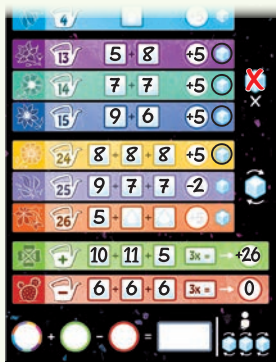 4
13 5 8 +5
14 7 7 +5 X
15 9 6 +5 X
24 8 8 8 +5
25 9 7 7 -2
26 5 +5
+ 10 11 5 3x = → +26
- 6 6 6 3x = → 0
+ - =